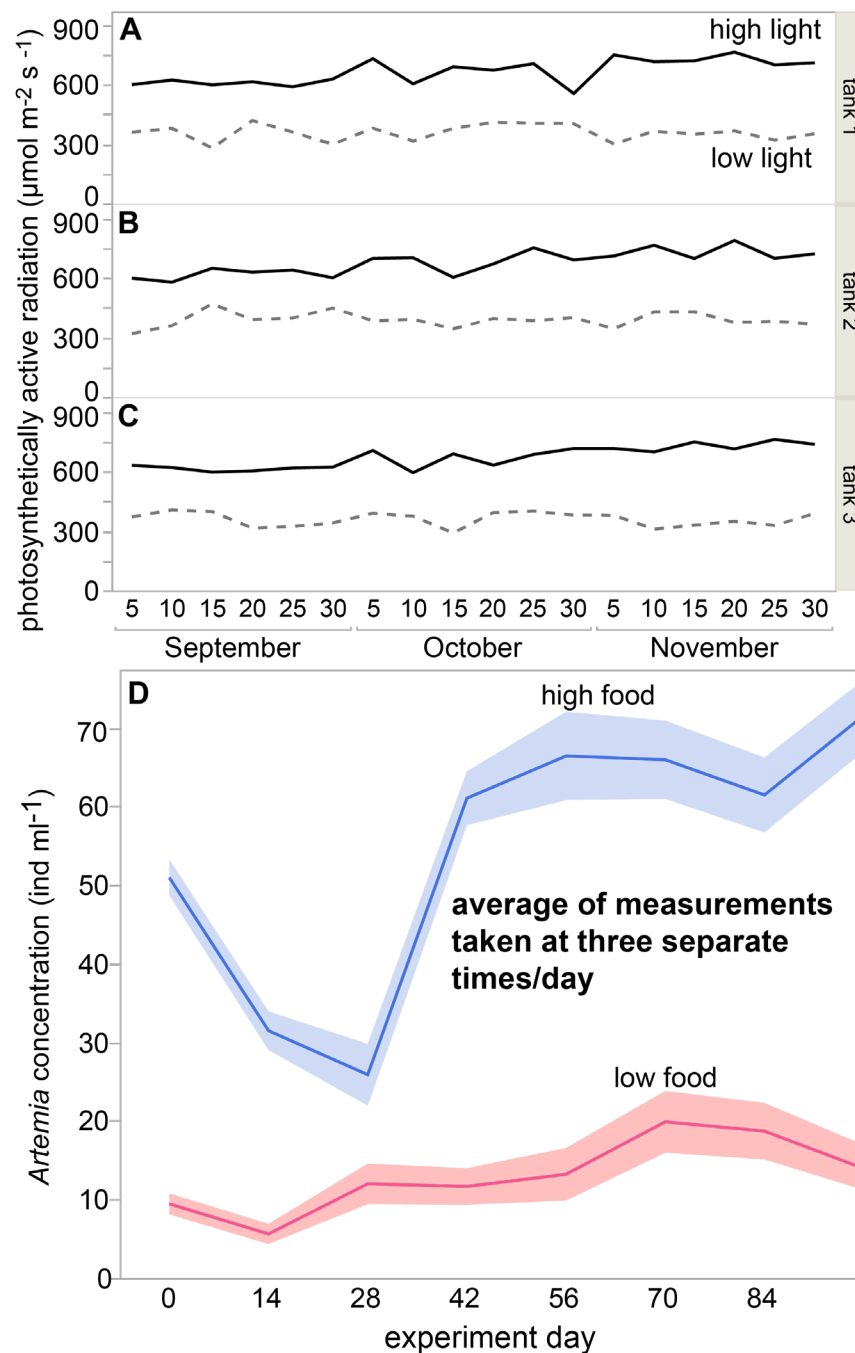 photosynthetically active radiation (µmol m-2 s -1)
A
high light
low light
900
600
300
0
tank 1
B
900
600
300
0
tank 2
C
900
600
300
0
tank 3
5 10 15 20 25 30 5 10 15 20 25 30 5 10 15 20 25 30
September October November
D
high food
average of measurements
taken at three separate
times/day
low food
Artemia concentration (ind ml-1)
70
60
50
40
30
20
10
0
0 14 28 42 56 70 84
experiment day